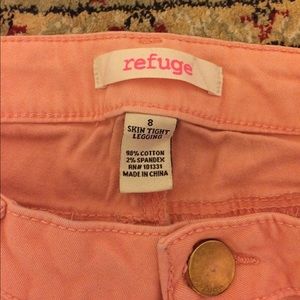 refuge
8
SKIN TIGHT
LEGGING
98% COTTON
2% SPANDEX
RN# 101331
MADE IN CHINA